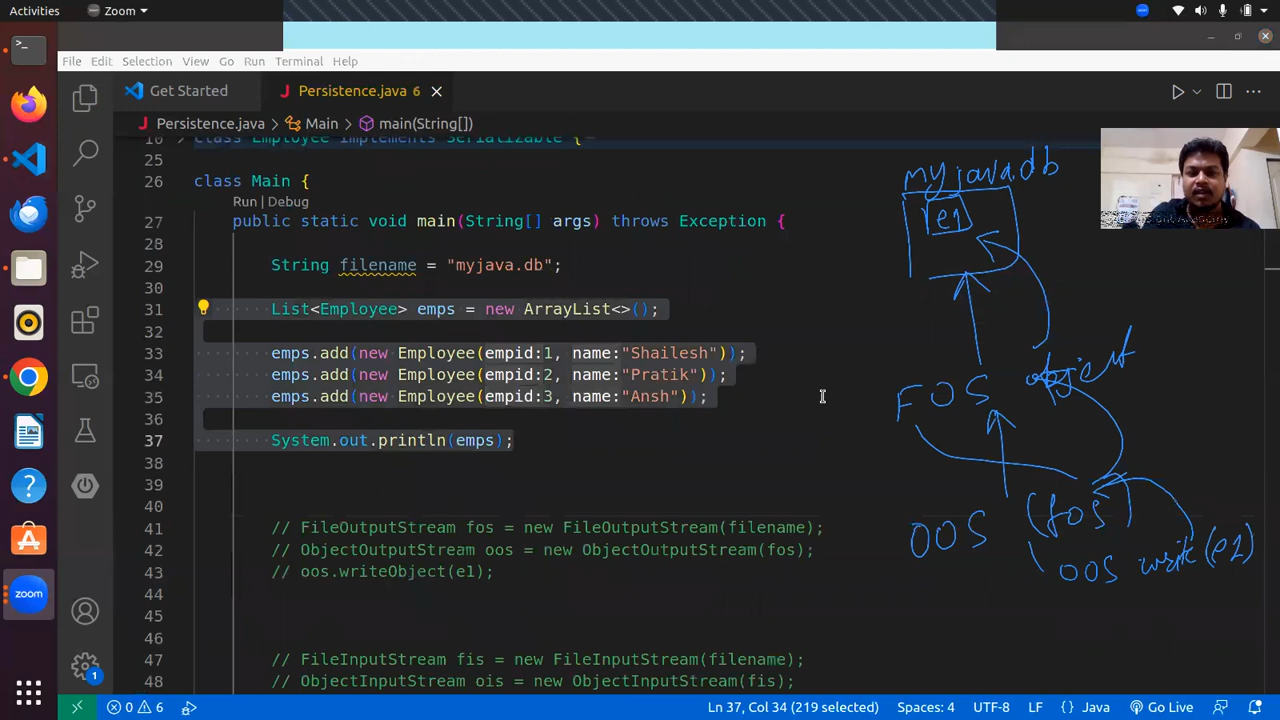 Activities
Zoom
File Edit Selection View Go Run Terminal Help
Get Started
Persistence.java 6
Persistence.java > Main > main(String[])
16 class Employee implements Serializable {
25
26 class Main {
Run | Debug
27 public static void main(String[] args) throws Exception {
28
29 String filename = "myjava.db";
30
31 List<Employee> emps = new ArrayList<>();
32
33 emps.add(new Employee(empid:1, name:"Shailesh"));
34 emps.add(new Employee(empid:2, name:"Pratik"));
35 emps.add(new Employee(empid:3, name:"Ansh"));
36
37 System.out.println(emps);
38
39
40
41 // FileOutputStream fos = new FileOutputStream(filename);
42 // ObjectOutputStream oos = new ObjectOutputStream(fos);
43 // oos.writeObject(e1);
44
45
46
47 // FileInputStream fis = new FileInputStream(filename);
48 // ObjectInputStream ois = new ObjectInputStream(fis);
myjava.db
e1
FOS object
OOS (fos)
oos write(e1)
zoom
1
0 6
Ln 37, Col 34 (219 selected) Spaces: 4 UTF-8 LF {} Java Go Live